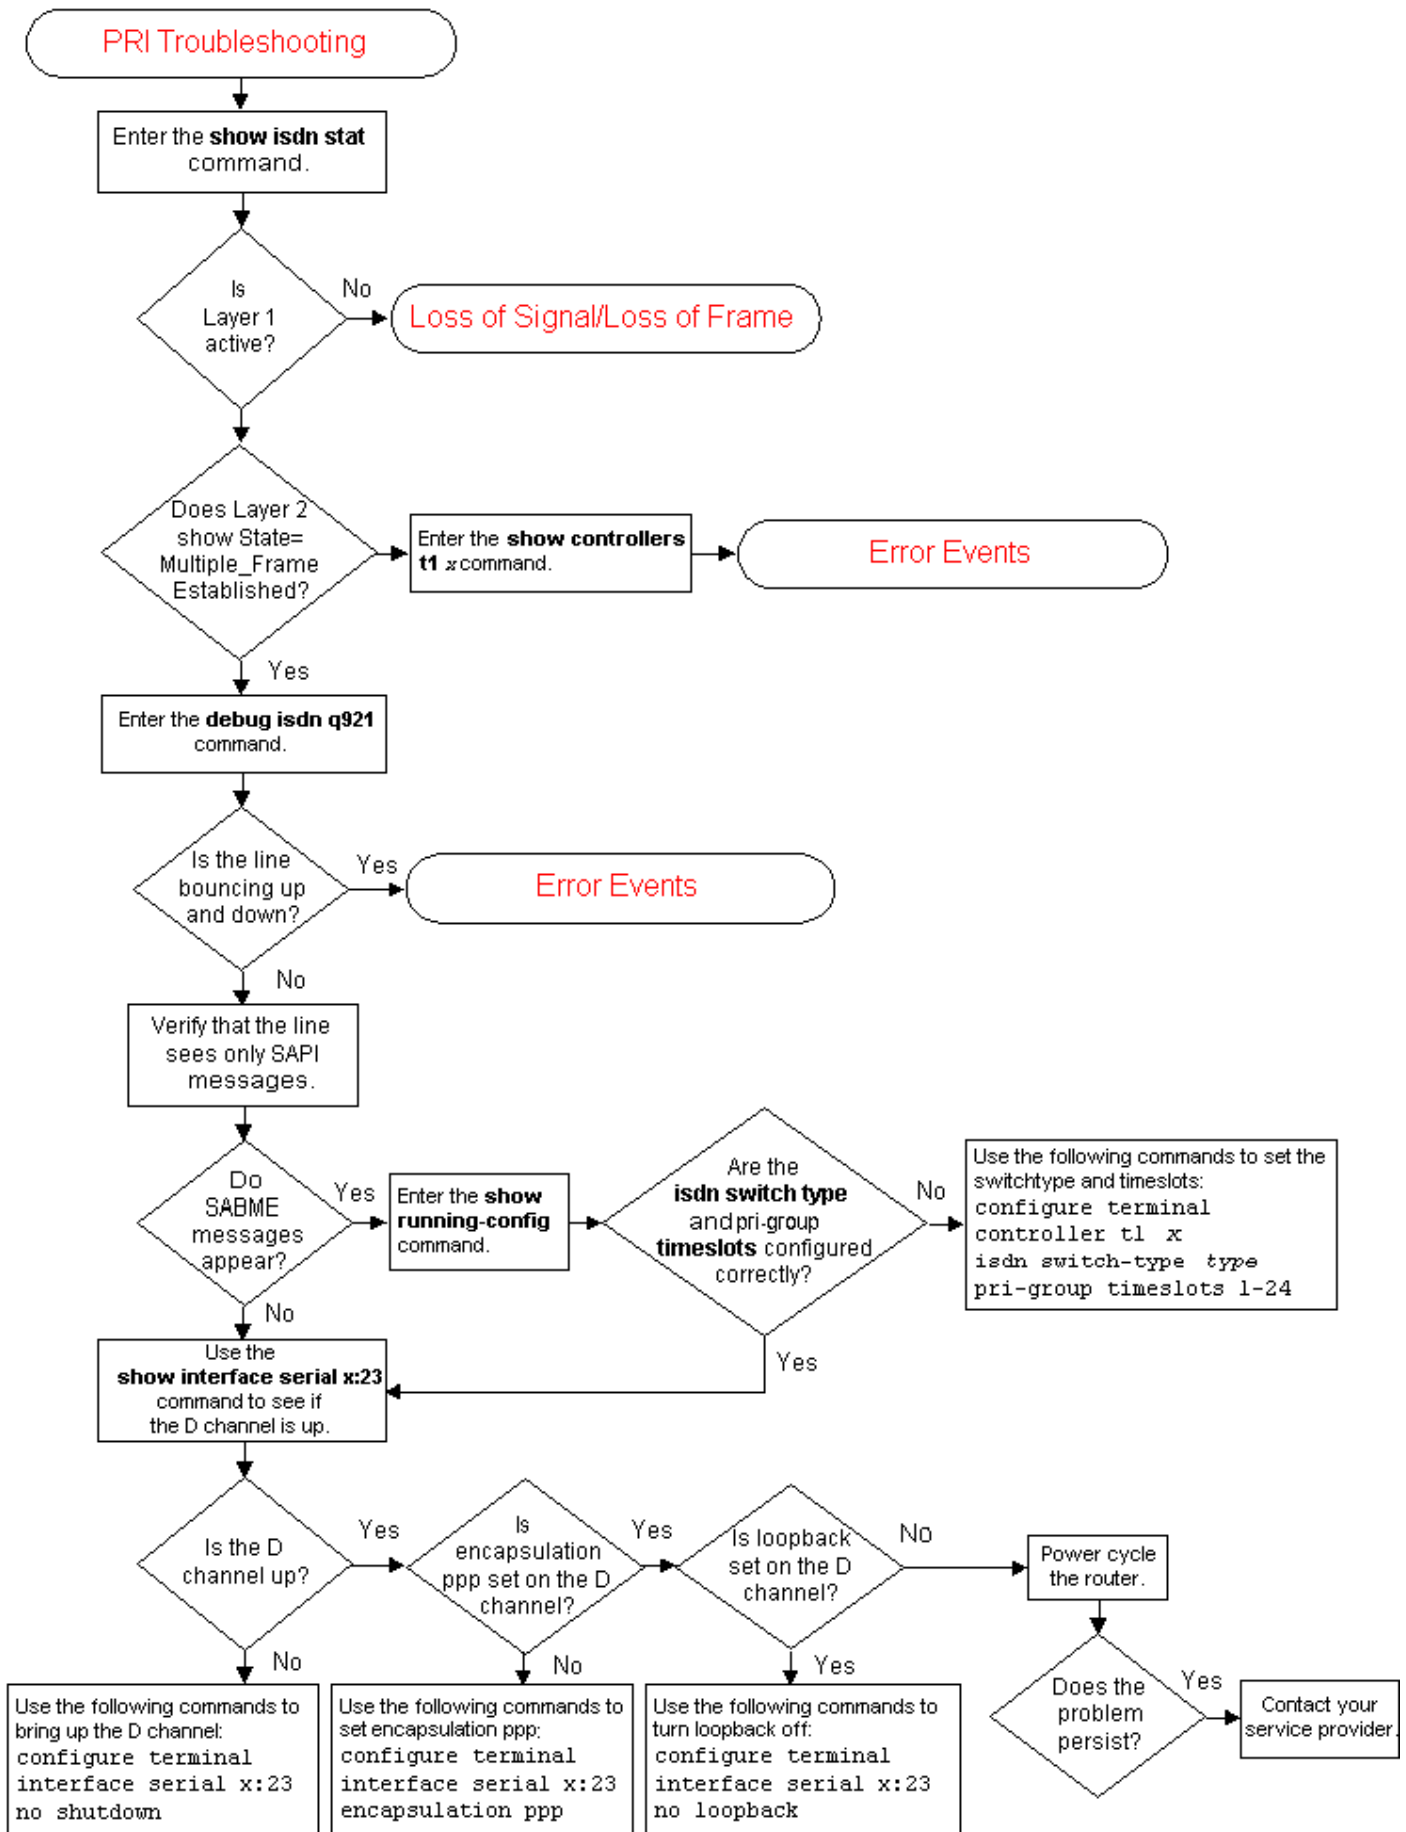 PRI Troubleshooting
Enter the show isdn stat
command.
Is
Layer 1
active?
No
Loss of Signal/Loss of Frame
Does Layer 2
show State=
Multiple_Frame
Established?
Enter the show controllers
t1 x command.
Error Events
Yes
Enter the debug isdn q921
command.
Is the line
bouncing up
and down?
Yes
Error Events
No
Verify that the line
sees only SAPI
messages.
Do
SABME
messages
appear?
Yes
Enter the show
running-config
command.
Are the
isdn switch type
and pri-group
timeslots configured
correctly?
No
Use the following commands to set the
switchtype and timeslots:
configure terminal
controller t1 x
isdn switch-type type
pri-group timeslots 1-24
No
Yes
Use the
show interface serial x:23
command to see if
the D channel is up.
Is the D
channel up?
Yes
Is
encapsulation
ppp set on the D
channel?
Yes
Is loopback
set on the D
channel?
No
Power cycle
the router.
No
Use the following commands to
bring up the D channel:
configure terminal
interface serial x:23
no shutdown
No
Use the following commands to
set encapsulation ppp:
configure terminal
interface serial x:23
encapsulation ppp
Yes
Use the following commands to
turn loopback off:
configure terminal
interface serial x:23
no loopback
Does the
problem
persist?
Yes
Contact your
service provider.